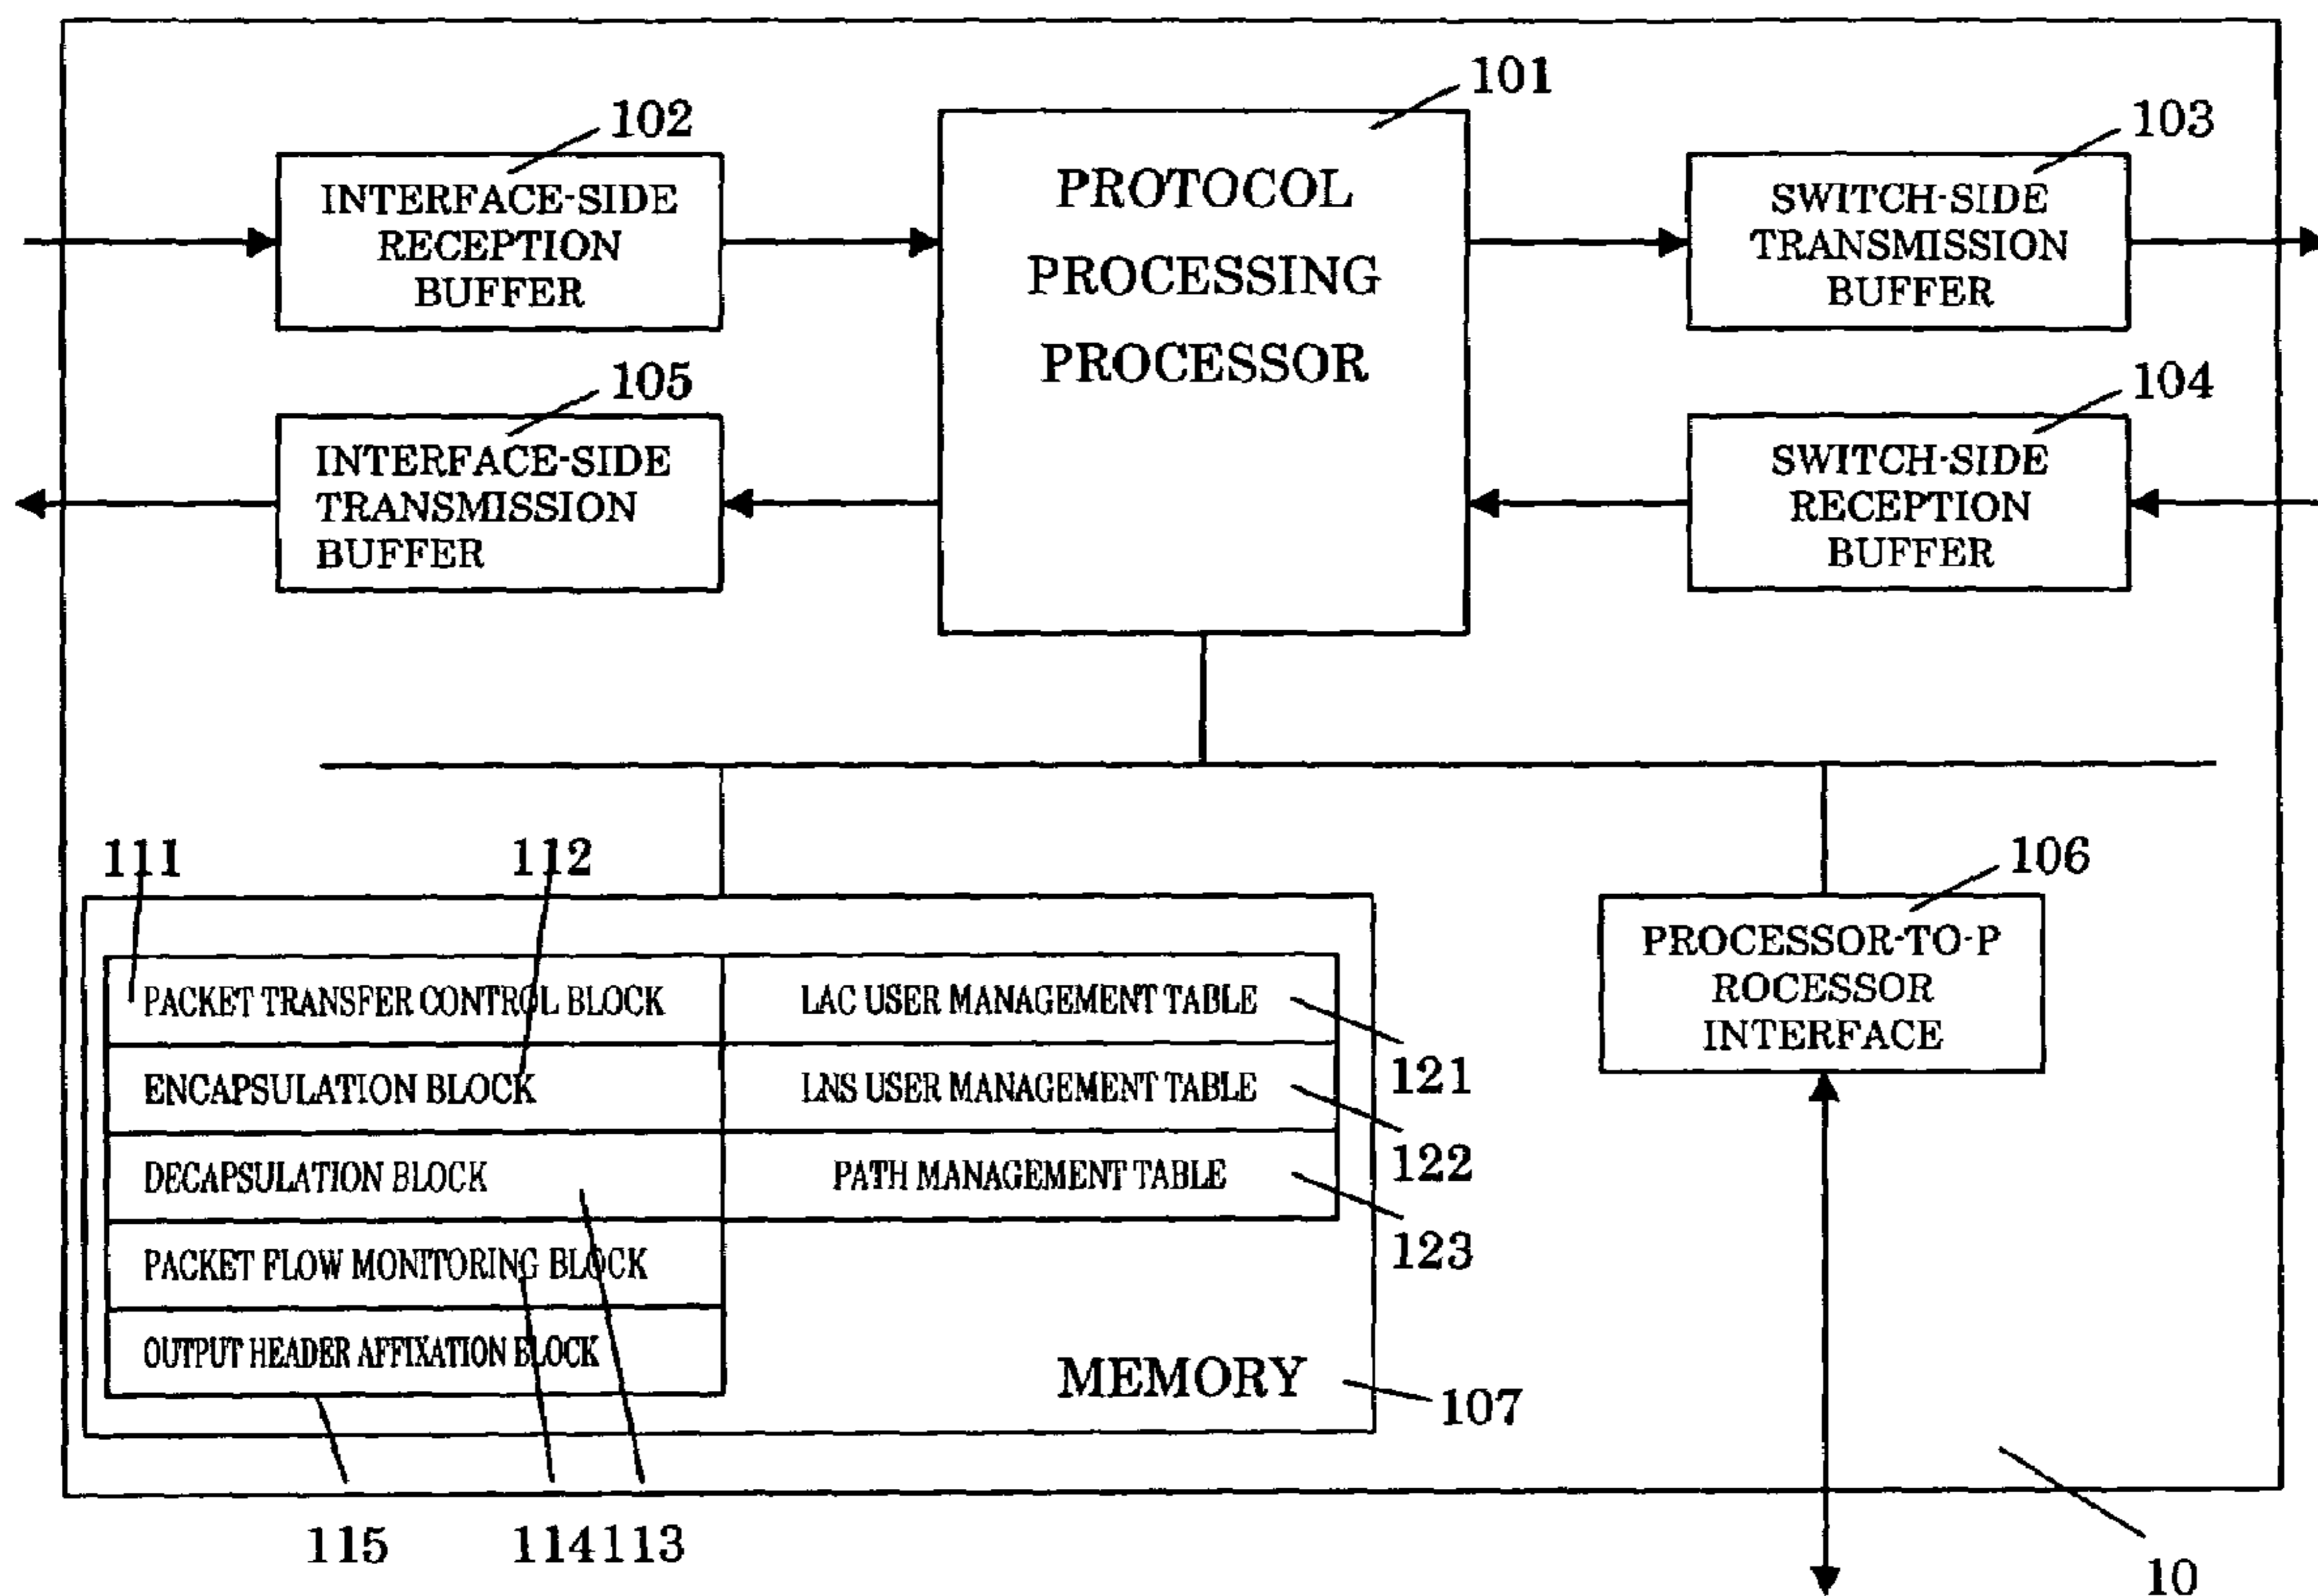 101
102
103
INTERFACE-SIDE
RECEPTION
BUFFER
PROTOCOL
PROCESSING
PROCESSOR
SWITCH-SIDE
TRANSMISSION
BUFFER
105
104
INTERFACE-SIDE
TRANSMISSION
BUFFER
SWITCH-SIDE
RECEPTION
BUFFER
111
112
106
PACKET TRANSFER CONTROL BLOCK
LAC USER MANAGEMENT TABLE
121
ENCAPSULATION BLOCK
LNS USER MANAGEMENT TABLE
122
DECAPSULATION BLOCK
PATH MANAGEMENT TABLE
123
PACKET FLOW MONITORING BLOCK
OUTPUT HEADER AFFIXATION BLOCK
MEMORY
107
PROCESSOR-TO-P
ROCESSOR
INTERFACE
115
114
113
10